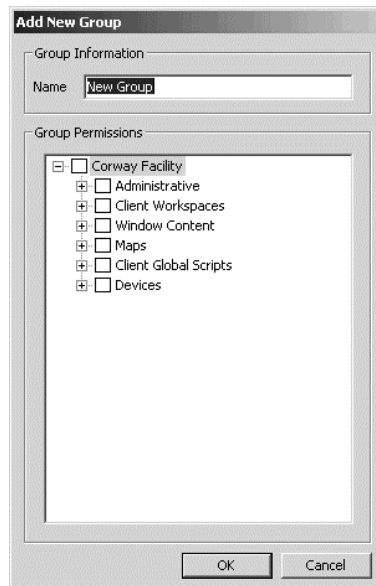 Add New Group
Group Information
Name New Group
Group Permissions
Corway Facility
Administrative
Client Workspaces
Window Content
Maps
Client Global Scripts
Devices
OK Cancel